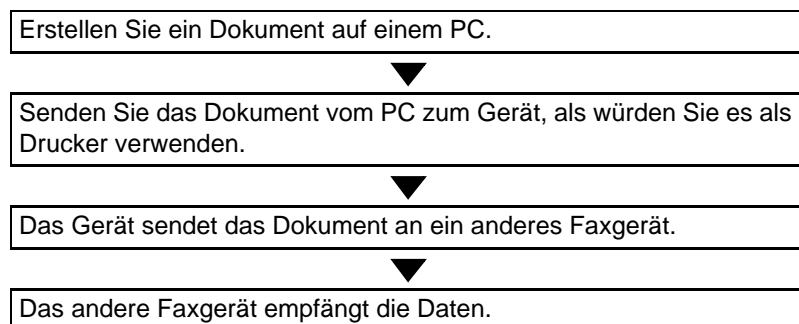 Erstellen Sie ein Dokument auf einem PC.
Senden Sie das Dokument vom PC zum Gerät, als würden Sie es als
Drucker verwenden.
Das Gerät sendet das Dokument an ein anderes Faxgerät.
Das andere Faxgerät empfängt die Daten.